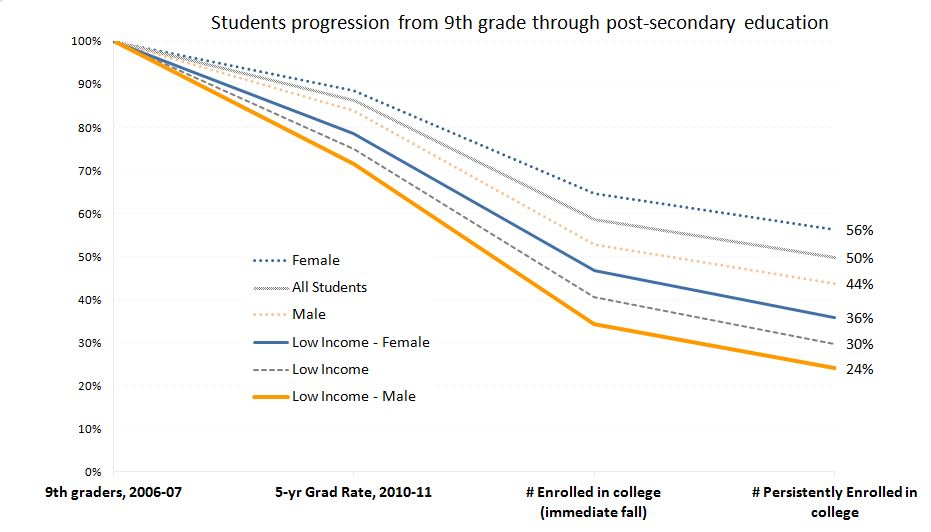 Students progression from 9th grade through post-secondary education
100%
90%
80%
70%
60%
50%
40%
30%
20%
10%
0%
Female
All Students
Male
Low Income - Female
Low Income
Low Income - Male
56%
50%
44%
36%
30%
24%
9th graders, 2006-07
5-yr Grad Rate, 2010-11
# Enrolled in college
(immediate fall)
# Persistently Enrolled in
college